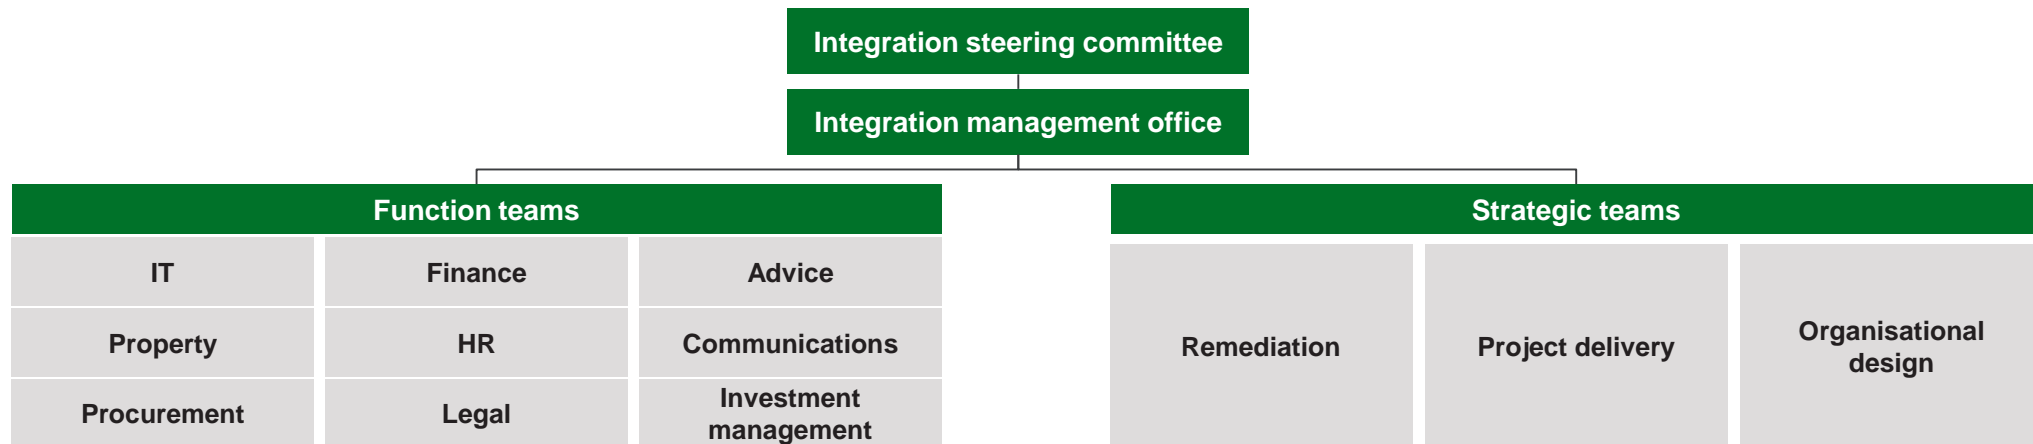 Integration steering committee
Integration management office
Function teams
Strategic teams
IT
Finance
Advice
Property
HR
Communications
Procurement
Legal
Investment
management
Remediation
Project delivery
Organisational
design